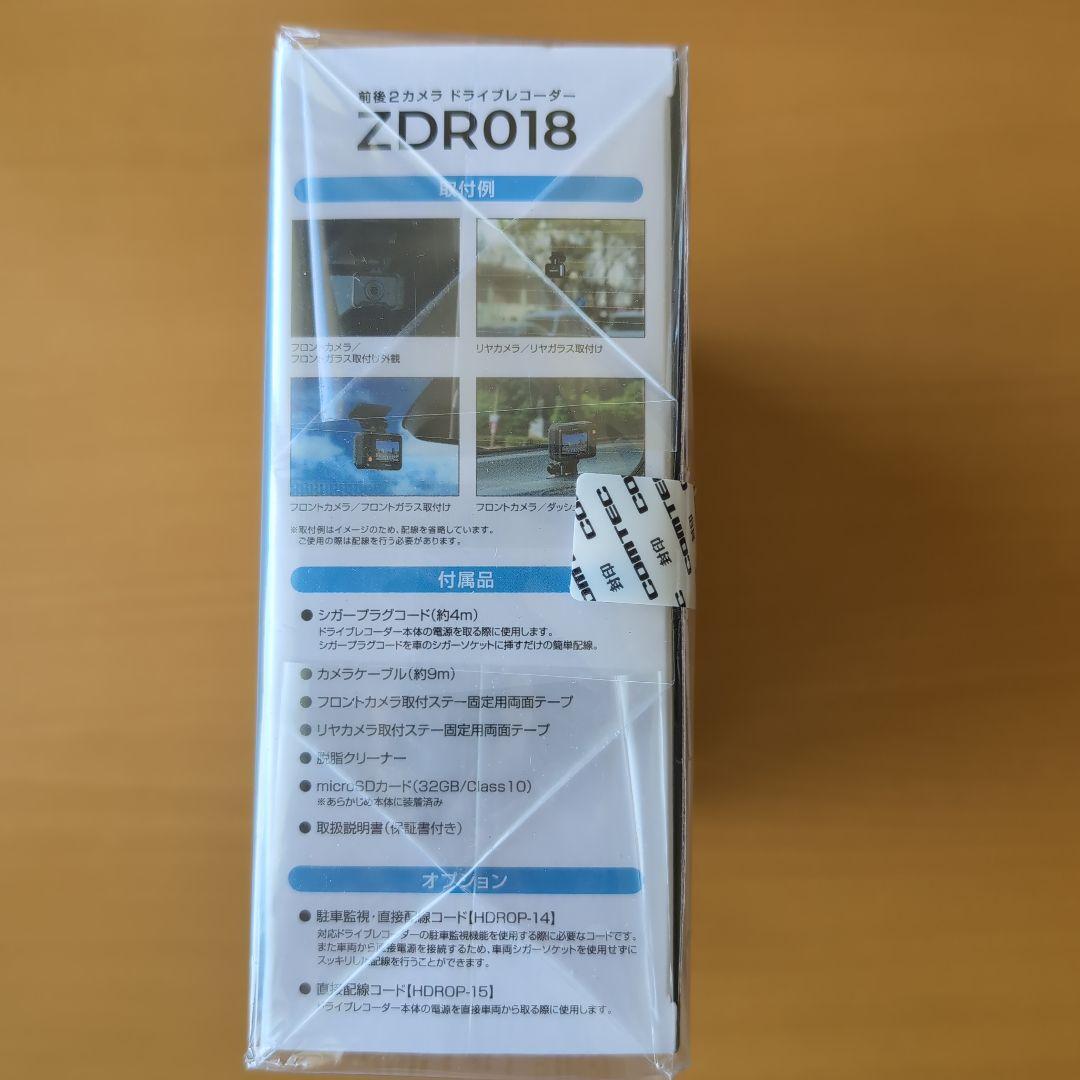 前後2カメラ ドライブレコーダー
ZDR018
取付例
フロントカメラ/
フロントガラス取付け外観
リヤカメラ/リヤガラス取付け
フロントカメラ/フロントガラス取付け
フロントカメラ/ダッシ
※取付例はイメージのため、配線を省略しています。
ご使用の際は配線を行う必要があります。
COMTEC
封印
COMTEC
封印
付属品
●シガープラグコード(約4m)
ドライブレコーダー本体の電源を取る際に使用します。
シガープラグコードを車のシガーソケットに挿すだけの簡単配線。
●カメラケーブル(約9m)
●フロントカメラ取付ステー固定用両面テープ
●リヤカメラ取付ステー固定用両面テープ
●脱脂クリーナー
●microSDカード(32GB/Class10)
※あらかじめ本体に装着済み
●取扱説明書(保証書付き)
オプション
●駐車監視・直接配線コード【HDROP-14】
対応ドライブレコーダーの駐車監視機能を使用する際に必要なコードです。
また車両から直接電源を接続するため、車両シガーソケットを使用せずに
スッキリした配線を行うことができます。
●直接配線コード【HDROP-15】
ドライブレコーダー本体の電源を直接車両から取る際に使用します。